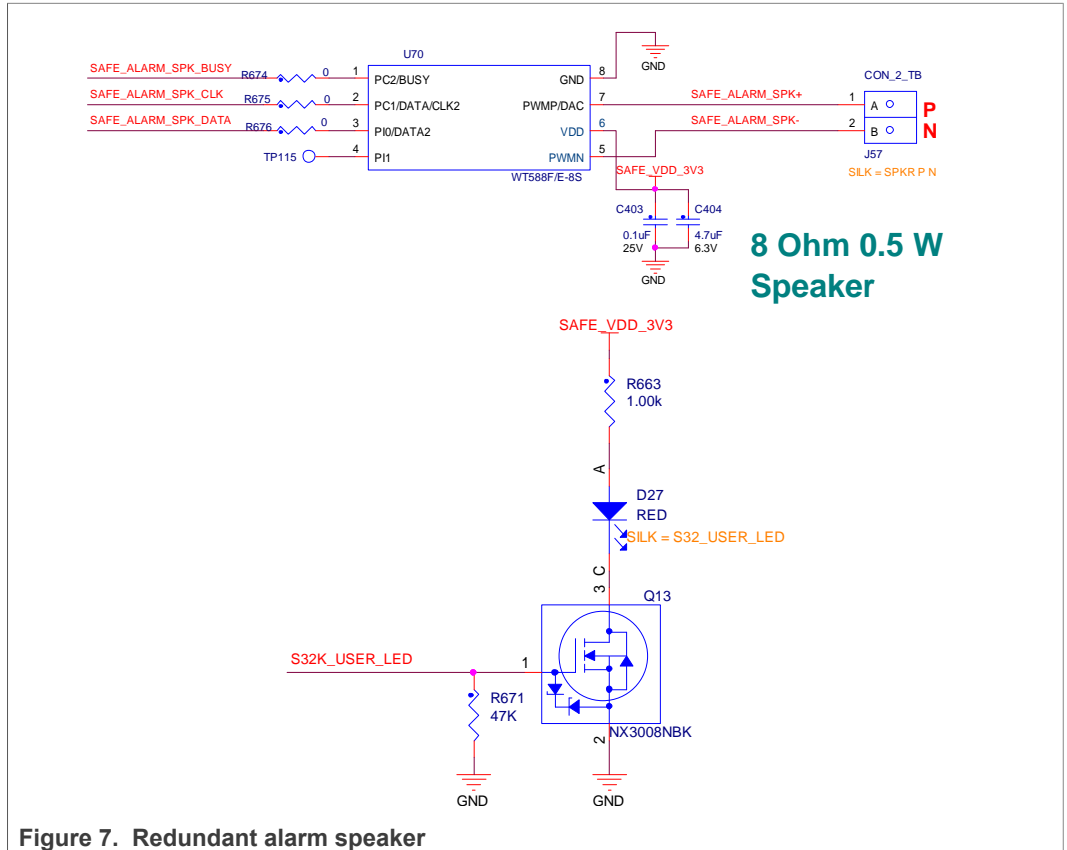 U70
SAFE_ALARM_SPK_BUSY
R674 0 1 PC2/BUSY GND 8 GND
SAFE_ALARM_SPK_CLK
R675 0 2 PC1/DATA/CLK2 PWMP/DAC 7 SAFE_ALARM_SPK+ 1 A P
CON_2_TB
SAFE_ALARM_SPK_DATA
R676 0 3 PI0/DATA2 VDD 6 SAFE_ALARM_SPK- 2 B N
TP115 4 PI1 PWMN 5 J57
WT588F/E-8S SAFE_VDD_3V3 SILK = SPKR P N
C403 C404
0.1uF 4.7uF
25V 6.3V
GND
8 Ohm 0.5 W
Speaker
SAFE_VDD_3V3
R663
1.00k
A
D27
RED
SILK = S32_USER_LED
C
3
Q13
S32K_USER_LED 1
R671
47K
NX3008NBK
2
GND GND
Figure 7. Redundant alarm speaker